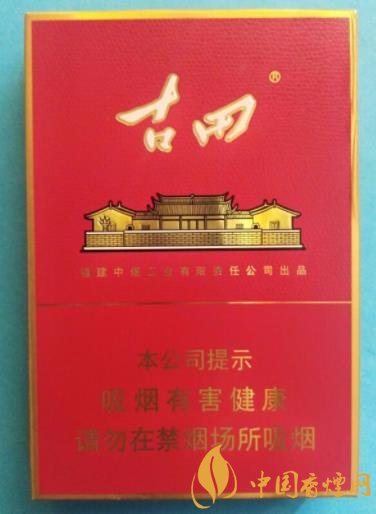 古田®
福建中烟工业有限责任公司出品
本公司提示
吸烟有害健康
请勿在禁烟场所吸烟
中国香烟网